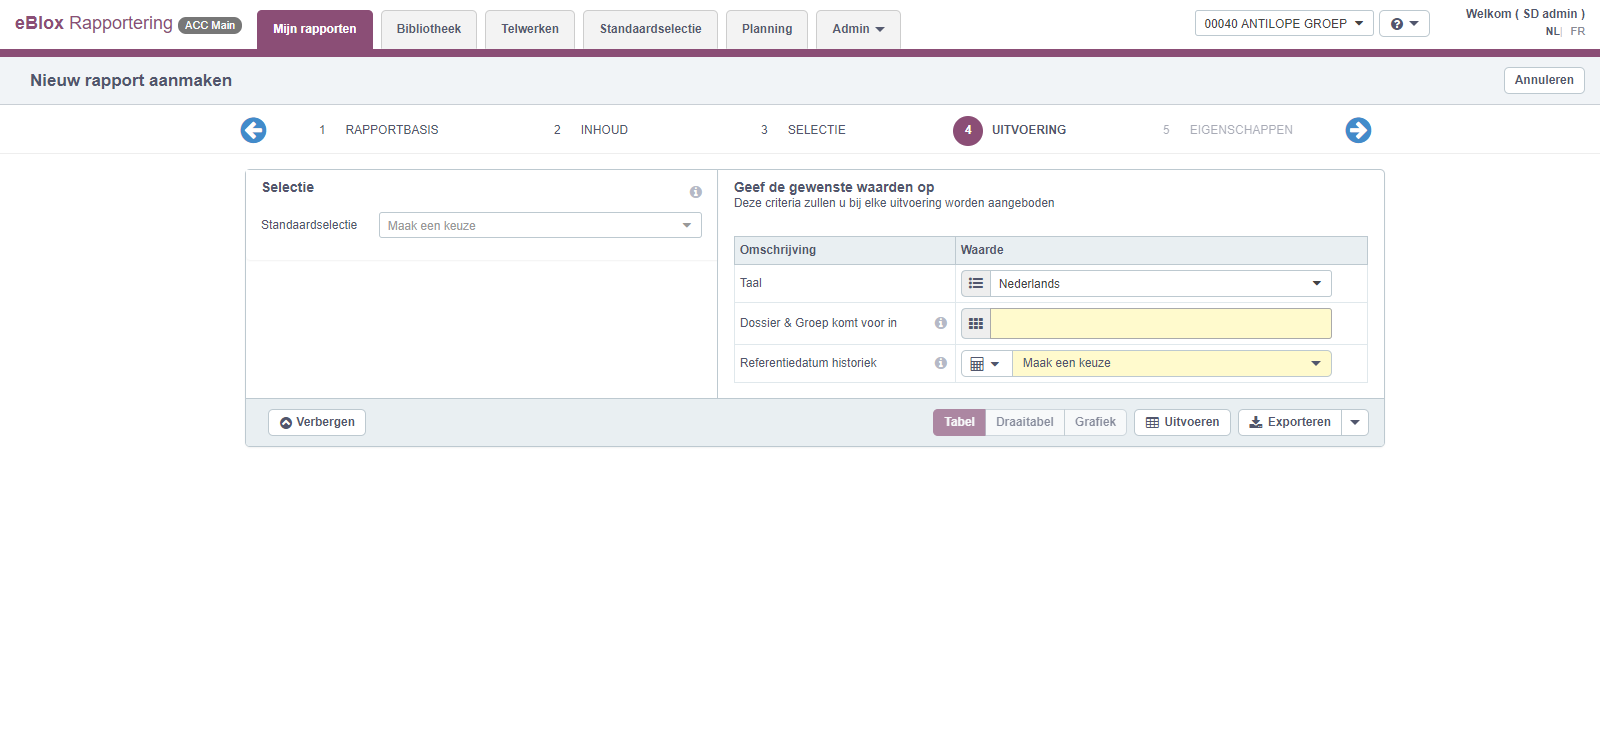 eBlox Rapportering ACC Main
Mijn rapporten
Bibliotheek
Telwerken
Standaardselectie
Planning
Admin
00040 ANTILOPE GROEP
Welkom ( SD admin )
NL| FR
Nieuw rapport aanmaken
Annuleren
1 RAPPORTBASIS
2 INHOUD
3 SELECTIE
4 UITVOERING
5 EIGENSCHAPPEN
Selectie
Standaardselectie Maak een keuze
Geef de gewenste waarden op
Deze criteria zullen u bij elke uitvoering worden aangeboden
Omschrijving Waarde
Taal Nederlands
Dossier & Groep komt voor in
Referentiedatum historiek Maak een keuze
Verbergen
Tabel Draaitabel Grafiek
Uitvoeren
Exporteren